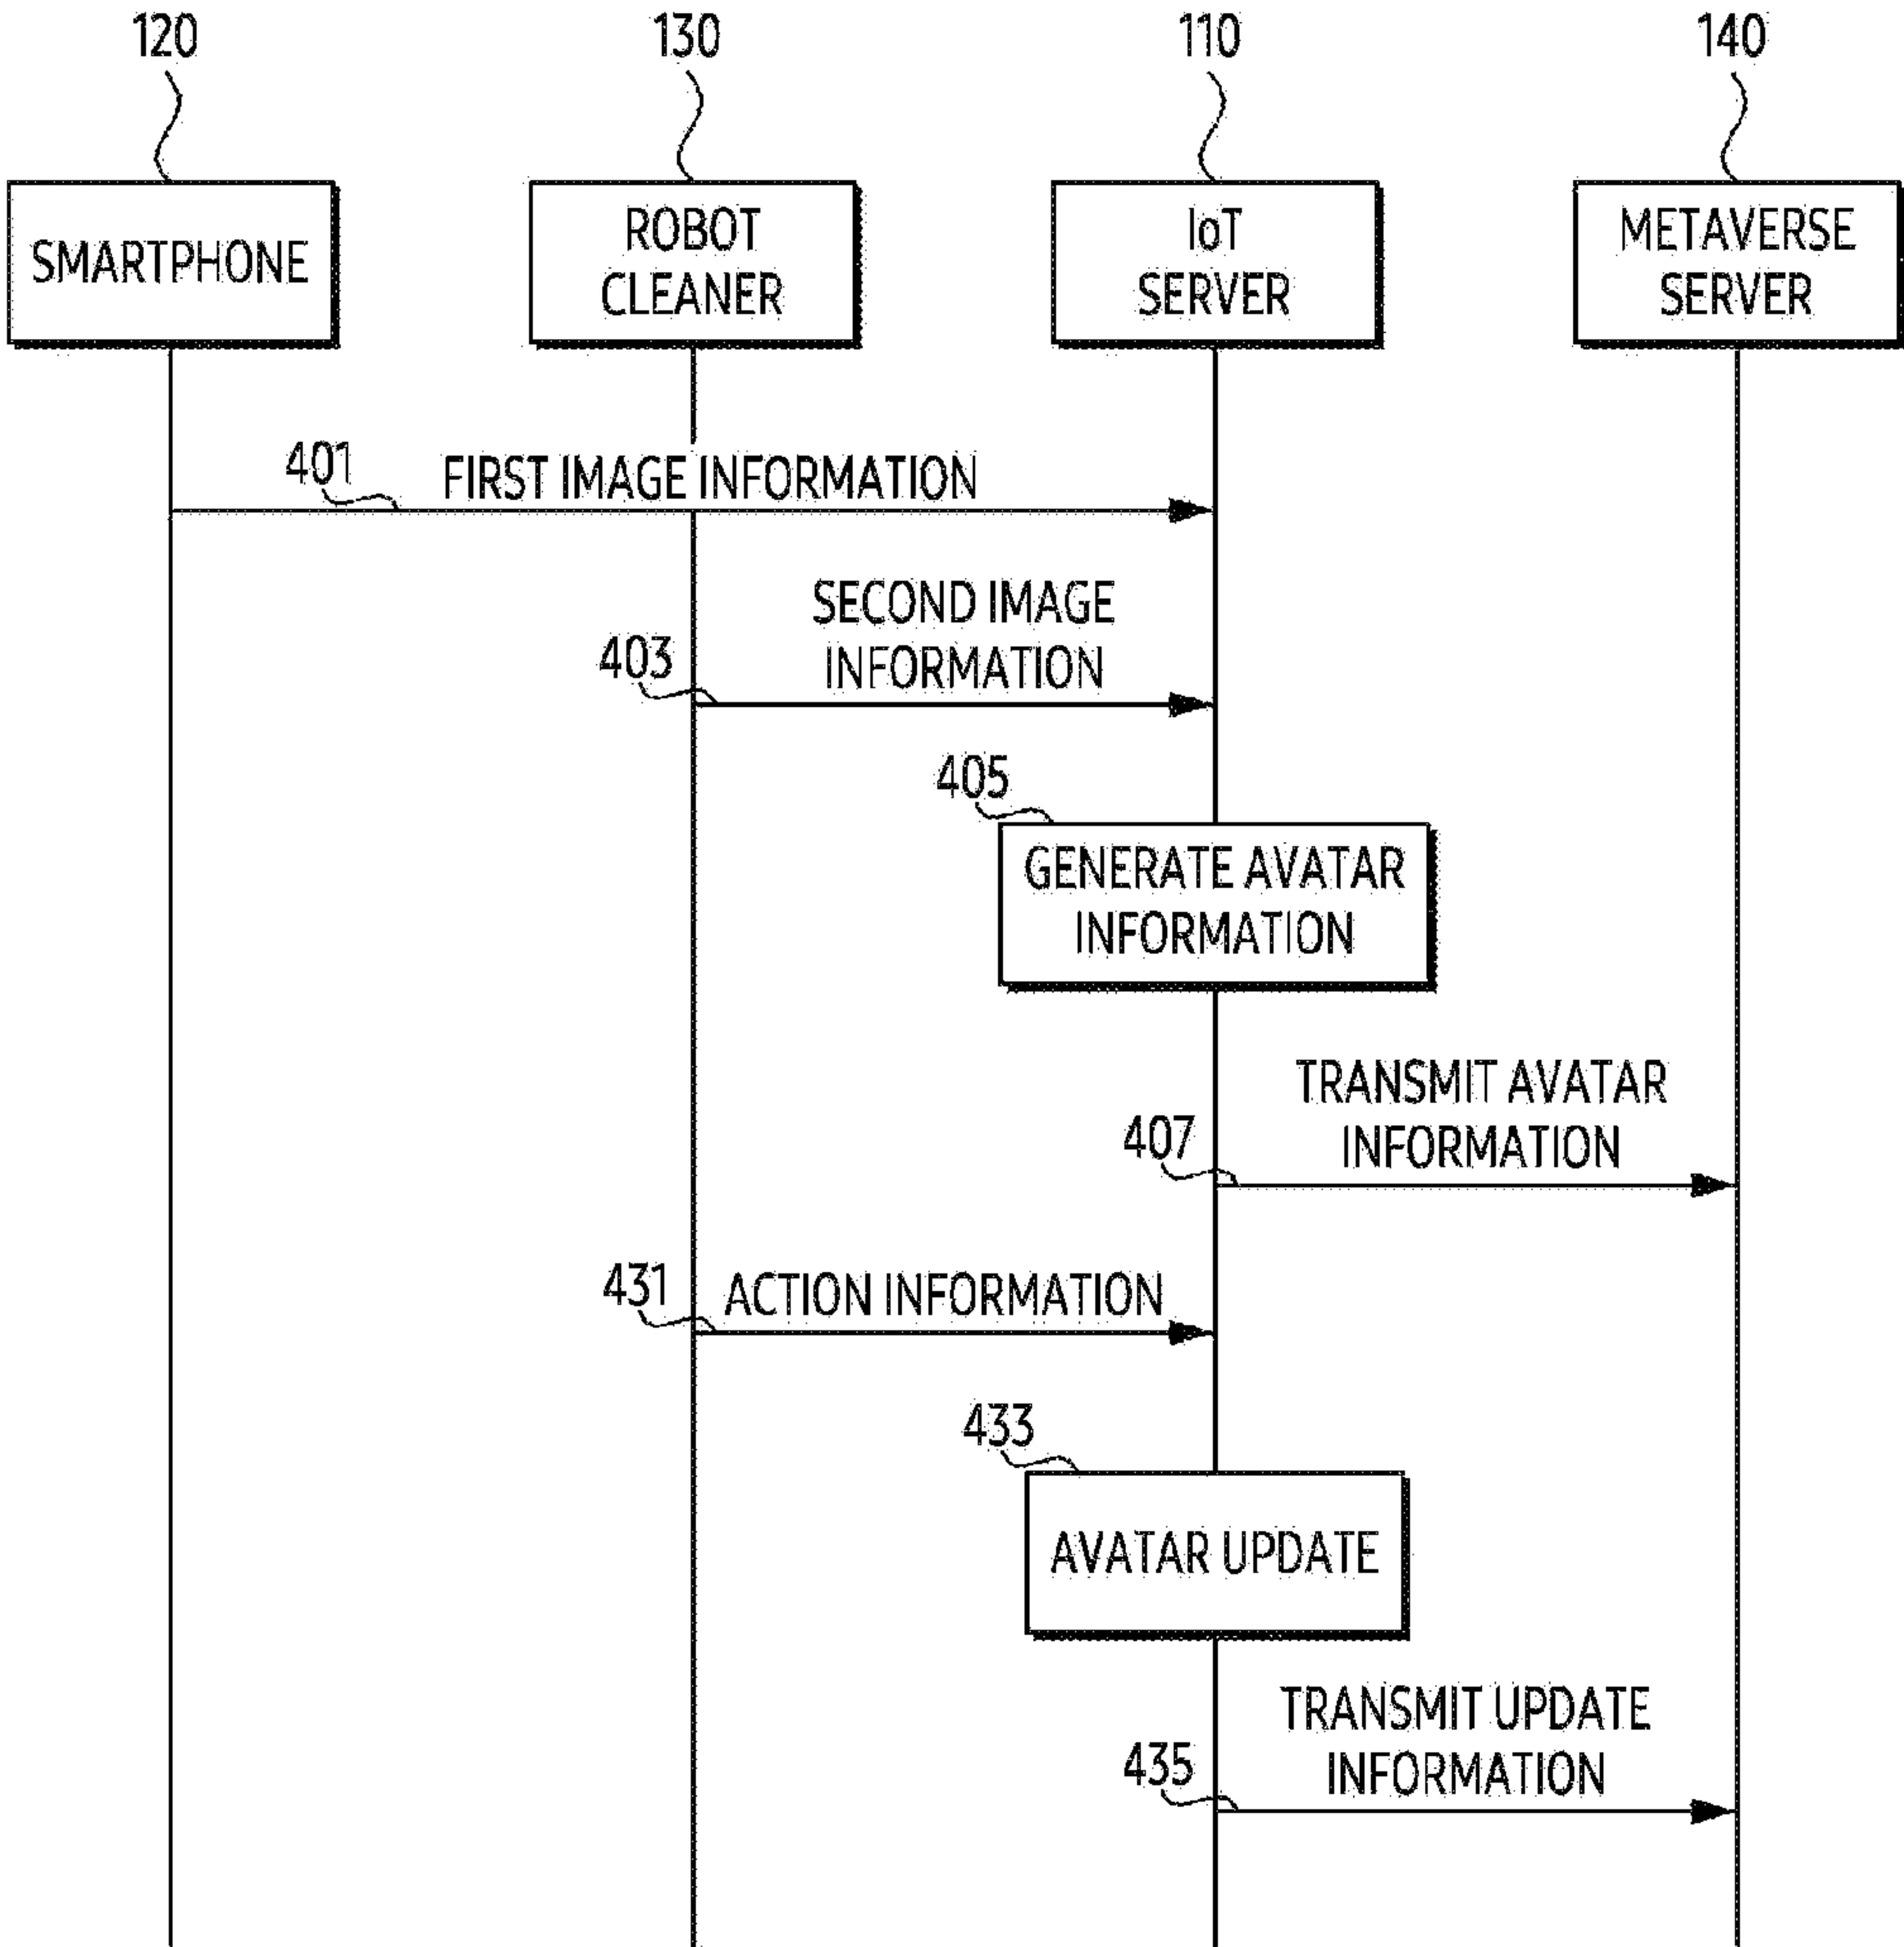 120
130
110
140
SMARTPHONE
ROBOT
CLEANER
IoT
SERVER
METAVERSE
SERVER
401
FIRST IMAGE INFORMATION
SECOND IMAGE
INFORMATION
403
405
GENERATE AVATAR
INFORMATION
TRANSMIT AVATAR
INFORMATION
407
431
ACTION INFORMATION
433
AVATAR UPDATE
TRANSMIT UPDATE
INFORMATION
435